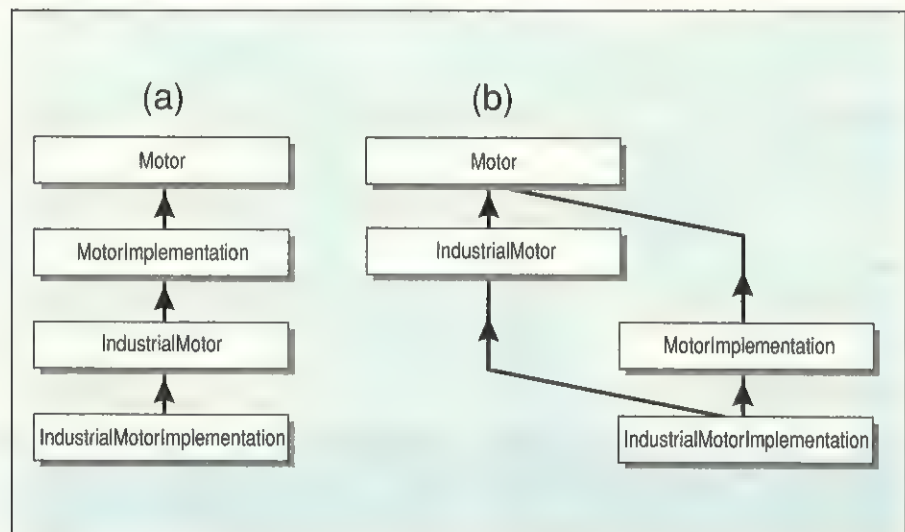 (a)
Motor
MotorImplementation
IndustrialMotor
IndustrialMotorImplementation
(b)
Motor
IndustrialMotor
MotorImplementation
IndustrialMotorImplementation